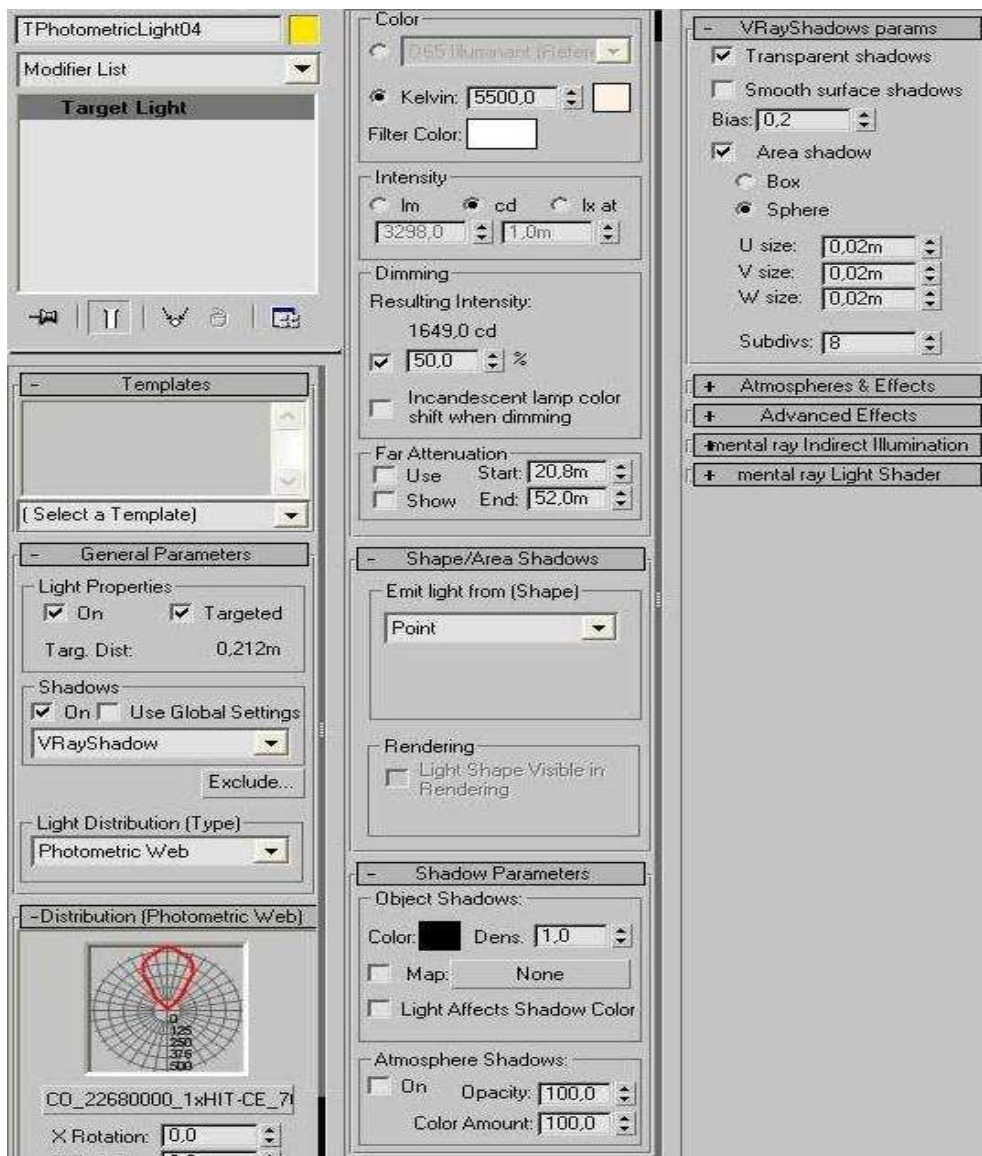 TPhotometricLight04
Modifier List
Target Light
- Templates
( Select a Template)
- General Parameters
Light Properties
On Targeted
Targ. Dist: 0,212m
Shadows
On Use Global Settings
VRayShadow
Exclude...
Light Distribution (Type)
Photometric Web
-Distribution (Photometric Web)
0
125
250
375
500
CO_22680000_1xHIT-CE_7
X Rotation: 0,0
Color
D65 Illuminant (Refer
Kelvin: 5500,0
Filter Color:
Intensity
lm cd lx at
3298,0 1,0m
Dimming
Resulting Intensity:
1649,0 cd
50,0 %
Incandescent lamp color
shift when dimming
Far Attenuation
Use Start: 20,8m
Show End: 52,0m
- Shape/Area Shadows
Emit light from (Shape)
Point
Rendering
Light Shape Visible in
Rendering
- Shadow Parameters
Object Shadows:
Color: Dens. 1,0
Map: None
Light Affects Shadow Color
Atmosphere Shadows:
On Opacity: 100,0
Color Amount: 100,0
- VRayShadows params
Transparent shadows
Smooth surface shadows
Bias: 0,2
Area shadow
Box
Sphere
U size: 0,02m
V size: 0,02m
W size: 0,02m
Subdivs: 8
+ Atmospheres & Effects
+ Advanced Effects
+ mental ray Indirect Illumination
+ mental ray Light Shader